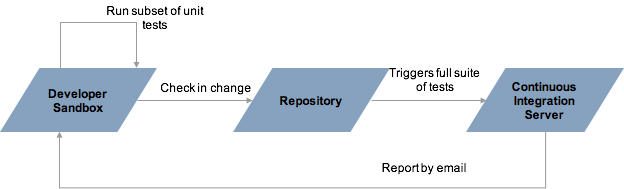 Run subset of unit
tests
Developer
Sandbox
Check in change
Repository
Triggers full suite
of tests
Continuous
Integration
Server
Report by email